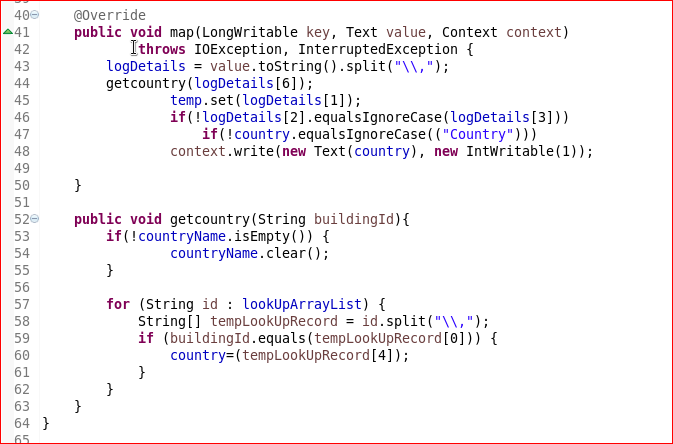 40 @Override
41 public void map(LongWritable key, Text value, Context context)
42 throws IOException, InterruptedException {
43 logDetails = value.toString().split("\\,");
44 getcountry(logDetails[6]);
45 temp.set(logDetails[1]);
46 if(!logDetails[2].equalsIgnoreCase(logDetails[3]))
47 if(!country.equalsIgnoreCase(("Country")))
48 context.write(new Text(country), new IntWritable(1));
49
50 }
51
52 public void getcountry(String buildingId){
53 if(!countryName.isEmpty()) {
54 countryName.clear();
55 }
56
57 for (String id : lookUpArrayList) {
58 String[] tempLookUpRecord = id.split("\\,");
59 if (buildingId.equals(tempLookUpRecord[0])) {
60 country=(tempLookUpRecord[4]);
61 }
62 }
63 }
64 }
65